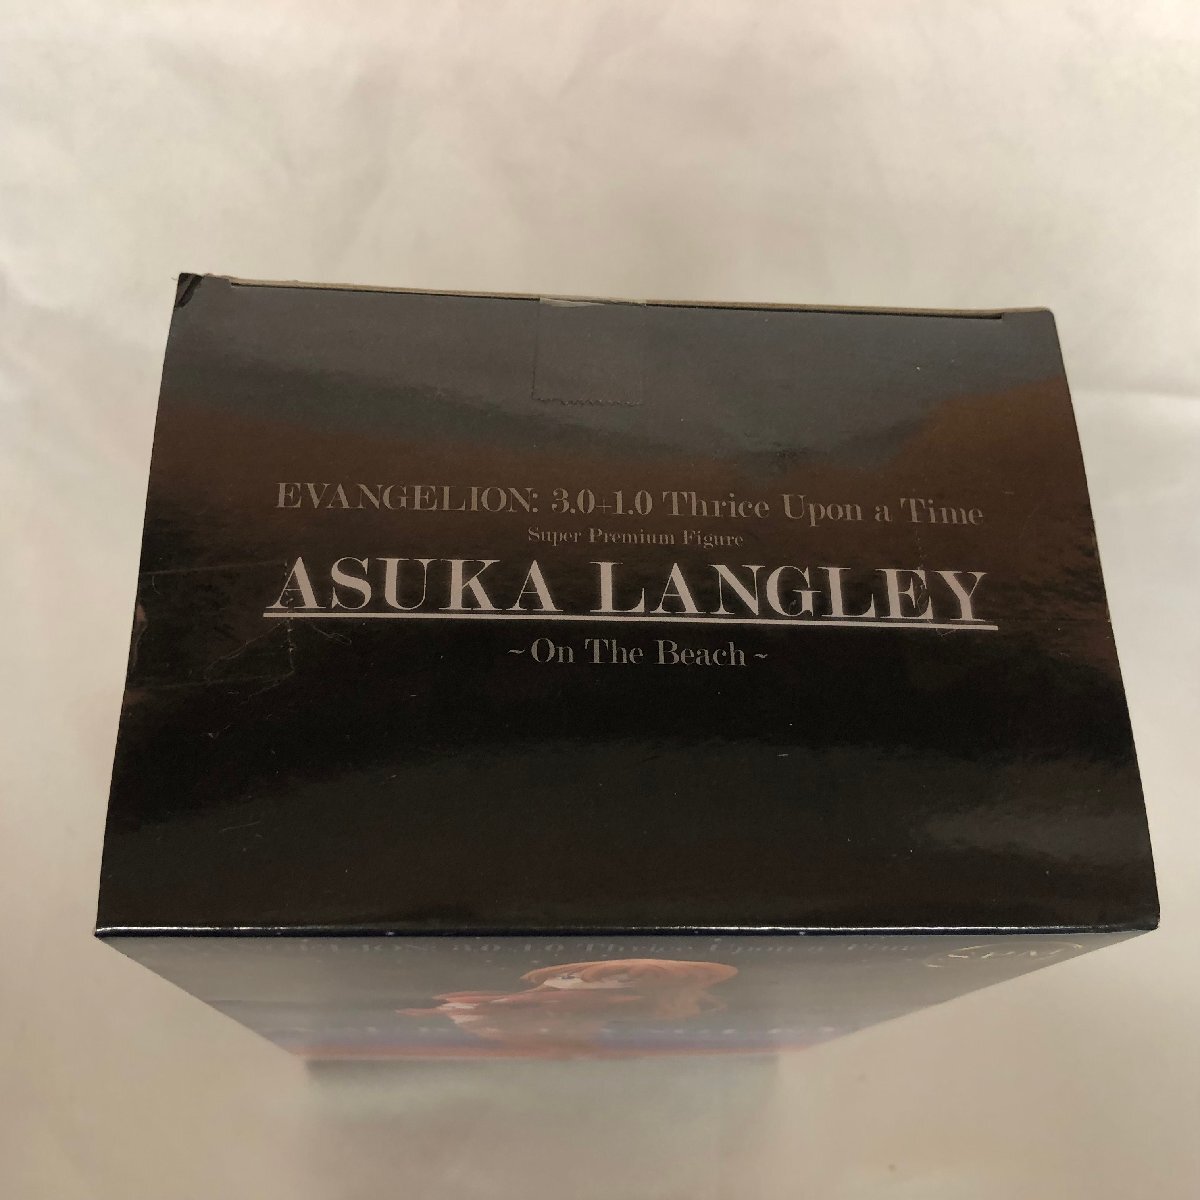 EVANGELION: 3.0+1.0 Thrice Upon a Time
Super Premium Figure
ASUKA LANGLEY
~On The Beach~